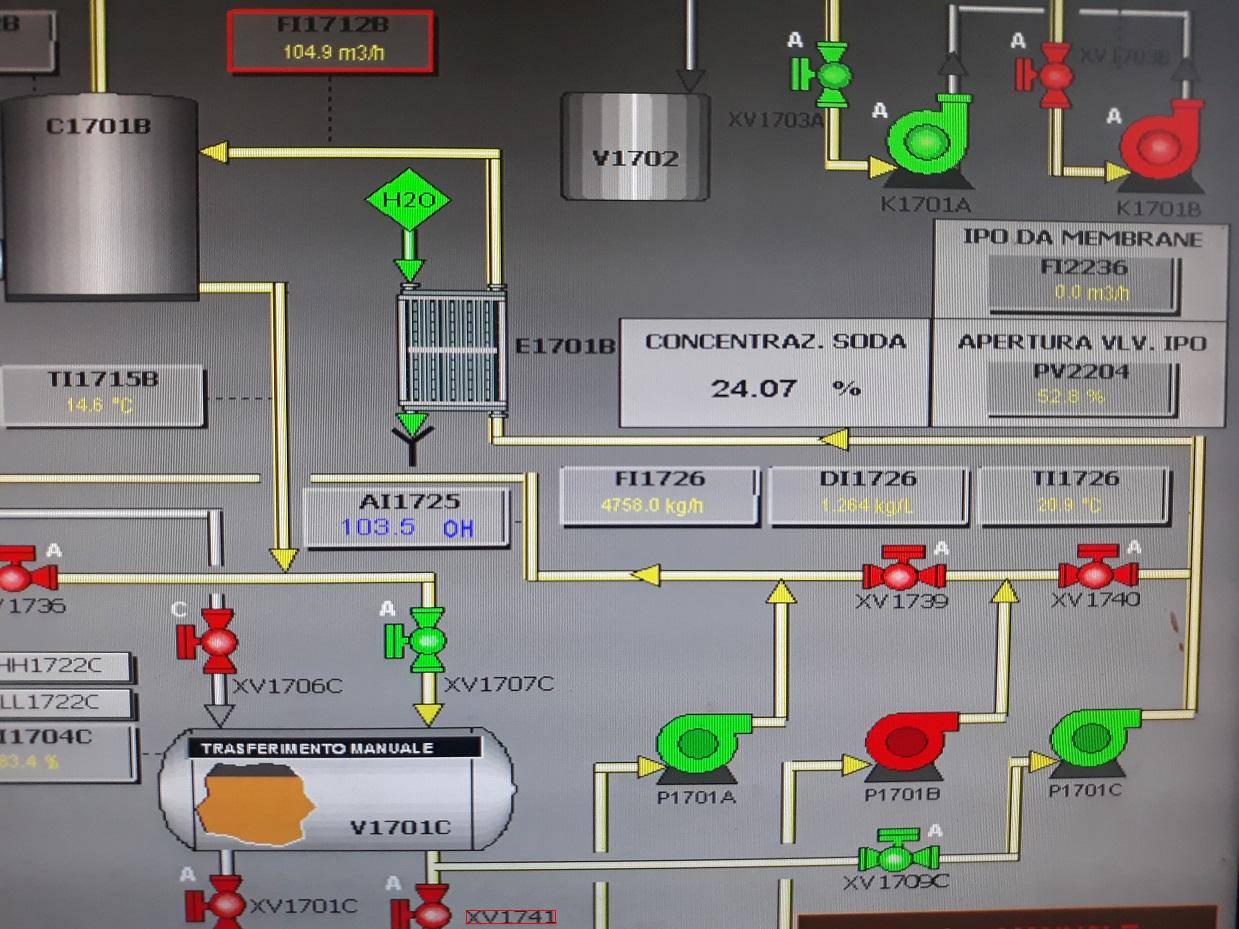 FI1712B
104.9 m3/h
C1701B
H2O
V1702
A
XV1703A
A
K1701A
A
XV1703B
A
K1701B
IPO DA MEMBRANE
FI2236
0.0 m3/h
E1701B
CONCENTRAZ. SODA
24.07 %
APERTURA VLV. IPO
PV2204
52.8 %
TI1715B
14.6 °C
AI1725
103.5 OH
FI1726
4758.0 kg/h
DI1726
1.264 kg/L
TI1726
20.9 °C
A
1736
C
XV1706C
A
XV1707C
A
XV1739
A
XV1740
HH1722C
LL1722C
I1704C
83.4 %
TRASFERIMENTO MANUALE
V1701C
P1701A
P1701B
P1701C
A
XV1709C
A
XV1701C
A
XV1741